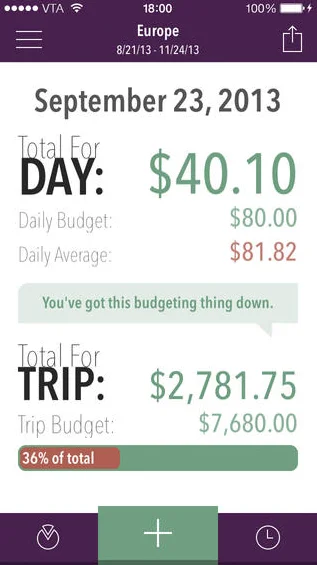 VTA 18:00 100%
Europe
8/21/13 - 11/24/13
September 23, 2013
Total For
DAY: $40.10
Daily Budget: $80.00
Daily Average: $81.82
You've got this budgeting thing down.
Total For
TRIP: $2,781.75
Trip Budget: $7,680.00
36% of total